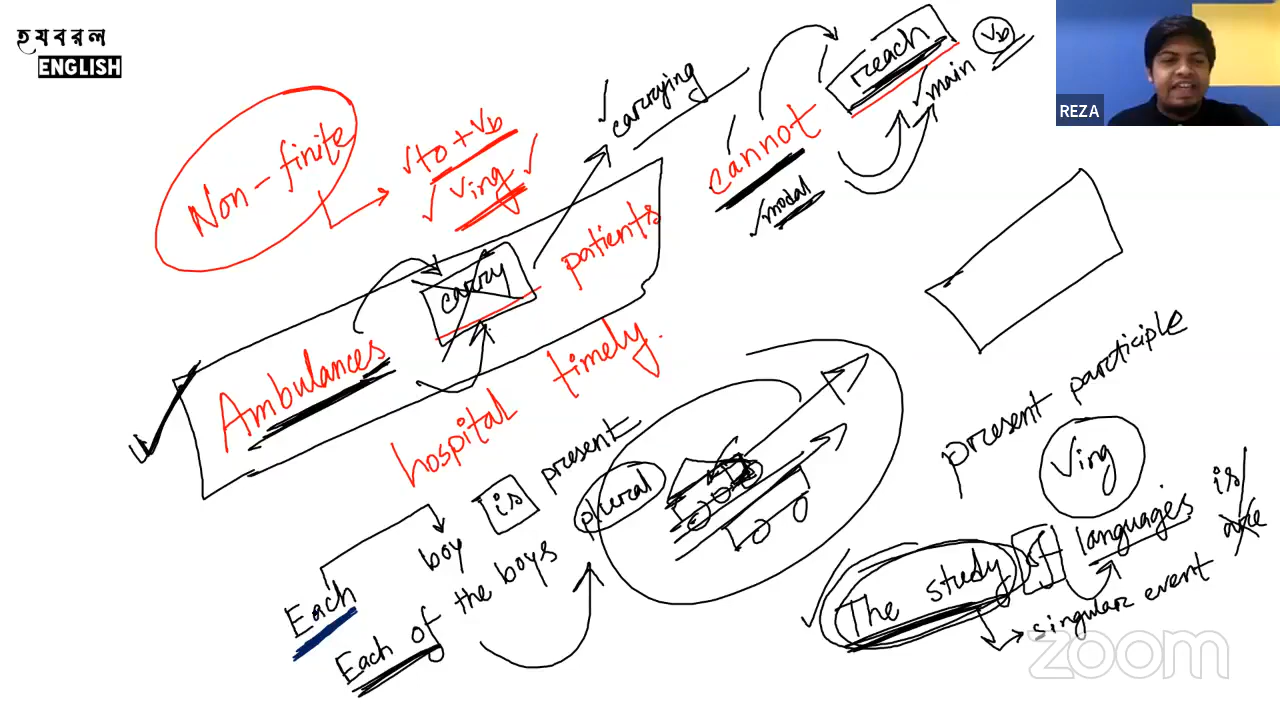 হযবরল
ENGLISH
REZA
Non-finite
to + Vb
Ving
carrying
cannot
modal
reach
main
Vb
Ambulances carry patients
hospital timely.
Each boy is present
Each of the boys
plural
present participle
Ving
The study of languages is/are
singular event
zoom